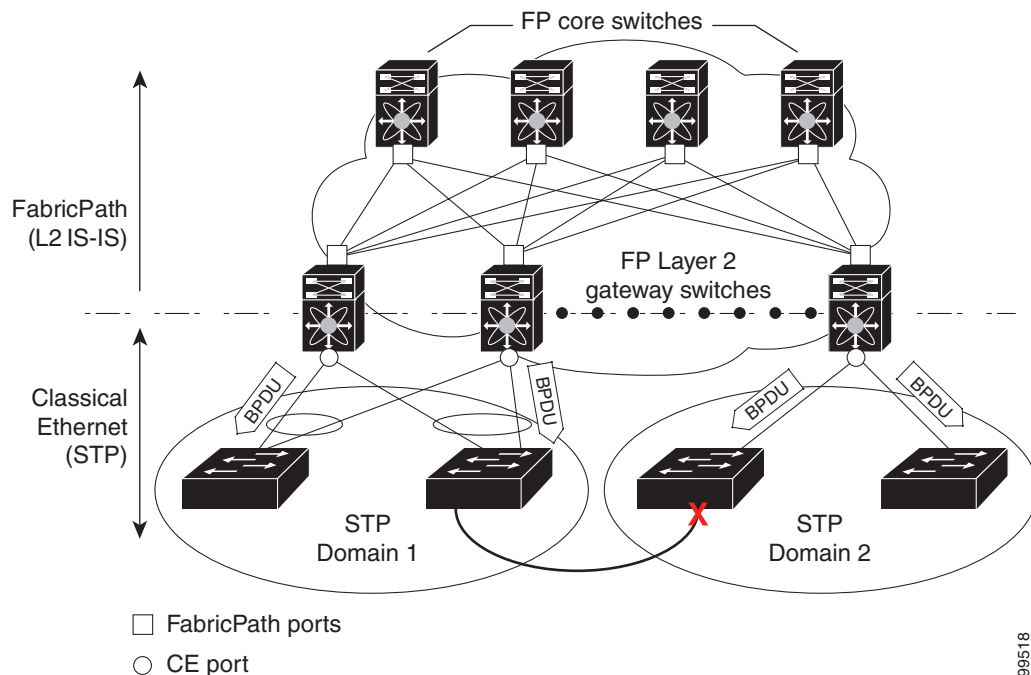 FP core switches
FabricPath
(L2 IS-IS)
FP Layer 2
gateway switches
Classical
Ethernet
(STP)
BPDU
BPDU
BPDU
BPDU
X
STP
Domain 1
STP
Domain 2
FabricPath ports
CE port
99518